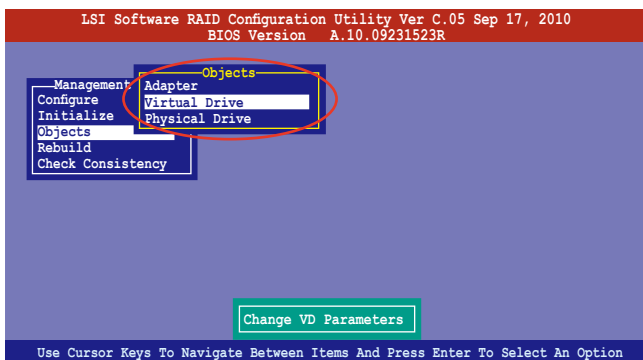 LSI Software RAID Configuration Utility Ver C.05 Sep 17, 2010
BIOS Version A.10.09231523R
Management
Configure
Initialize
Objects
Rebuild
Check Consistency
Objects
Adapter
Virtual Drive
Physical Drive
Change VD Parameters
Use Cursor Keys To Navigate Between Items And Press Enter To Select An Option